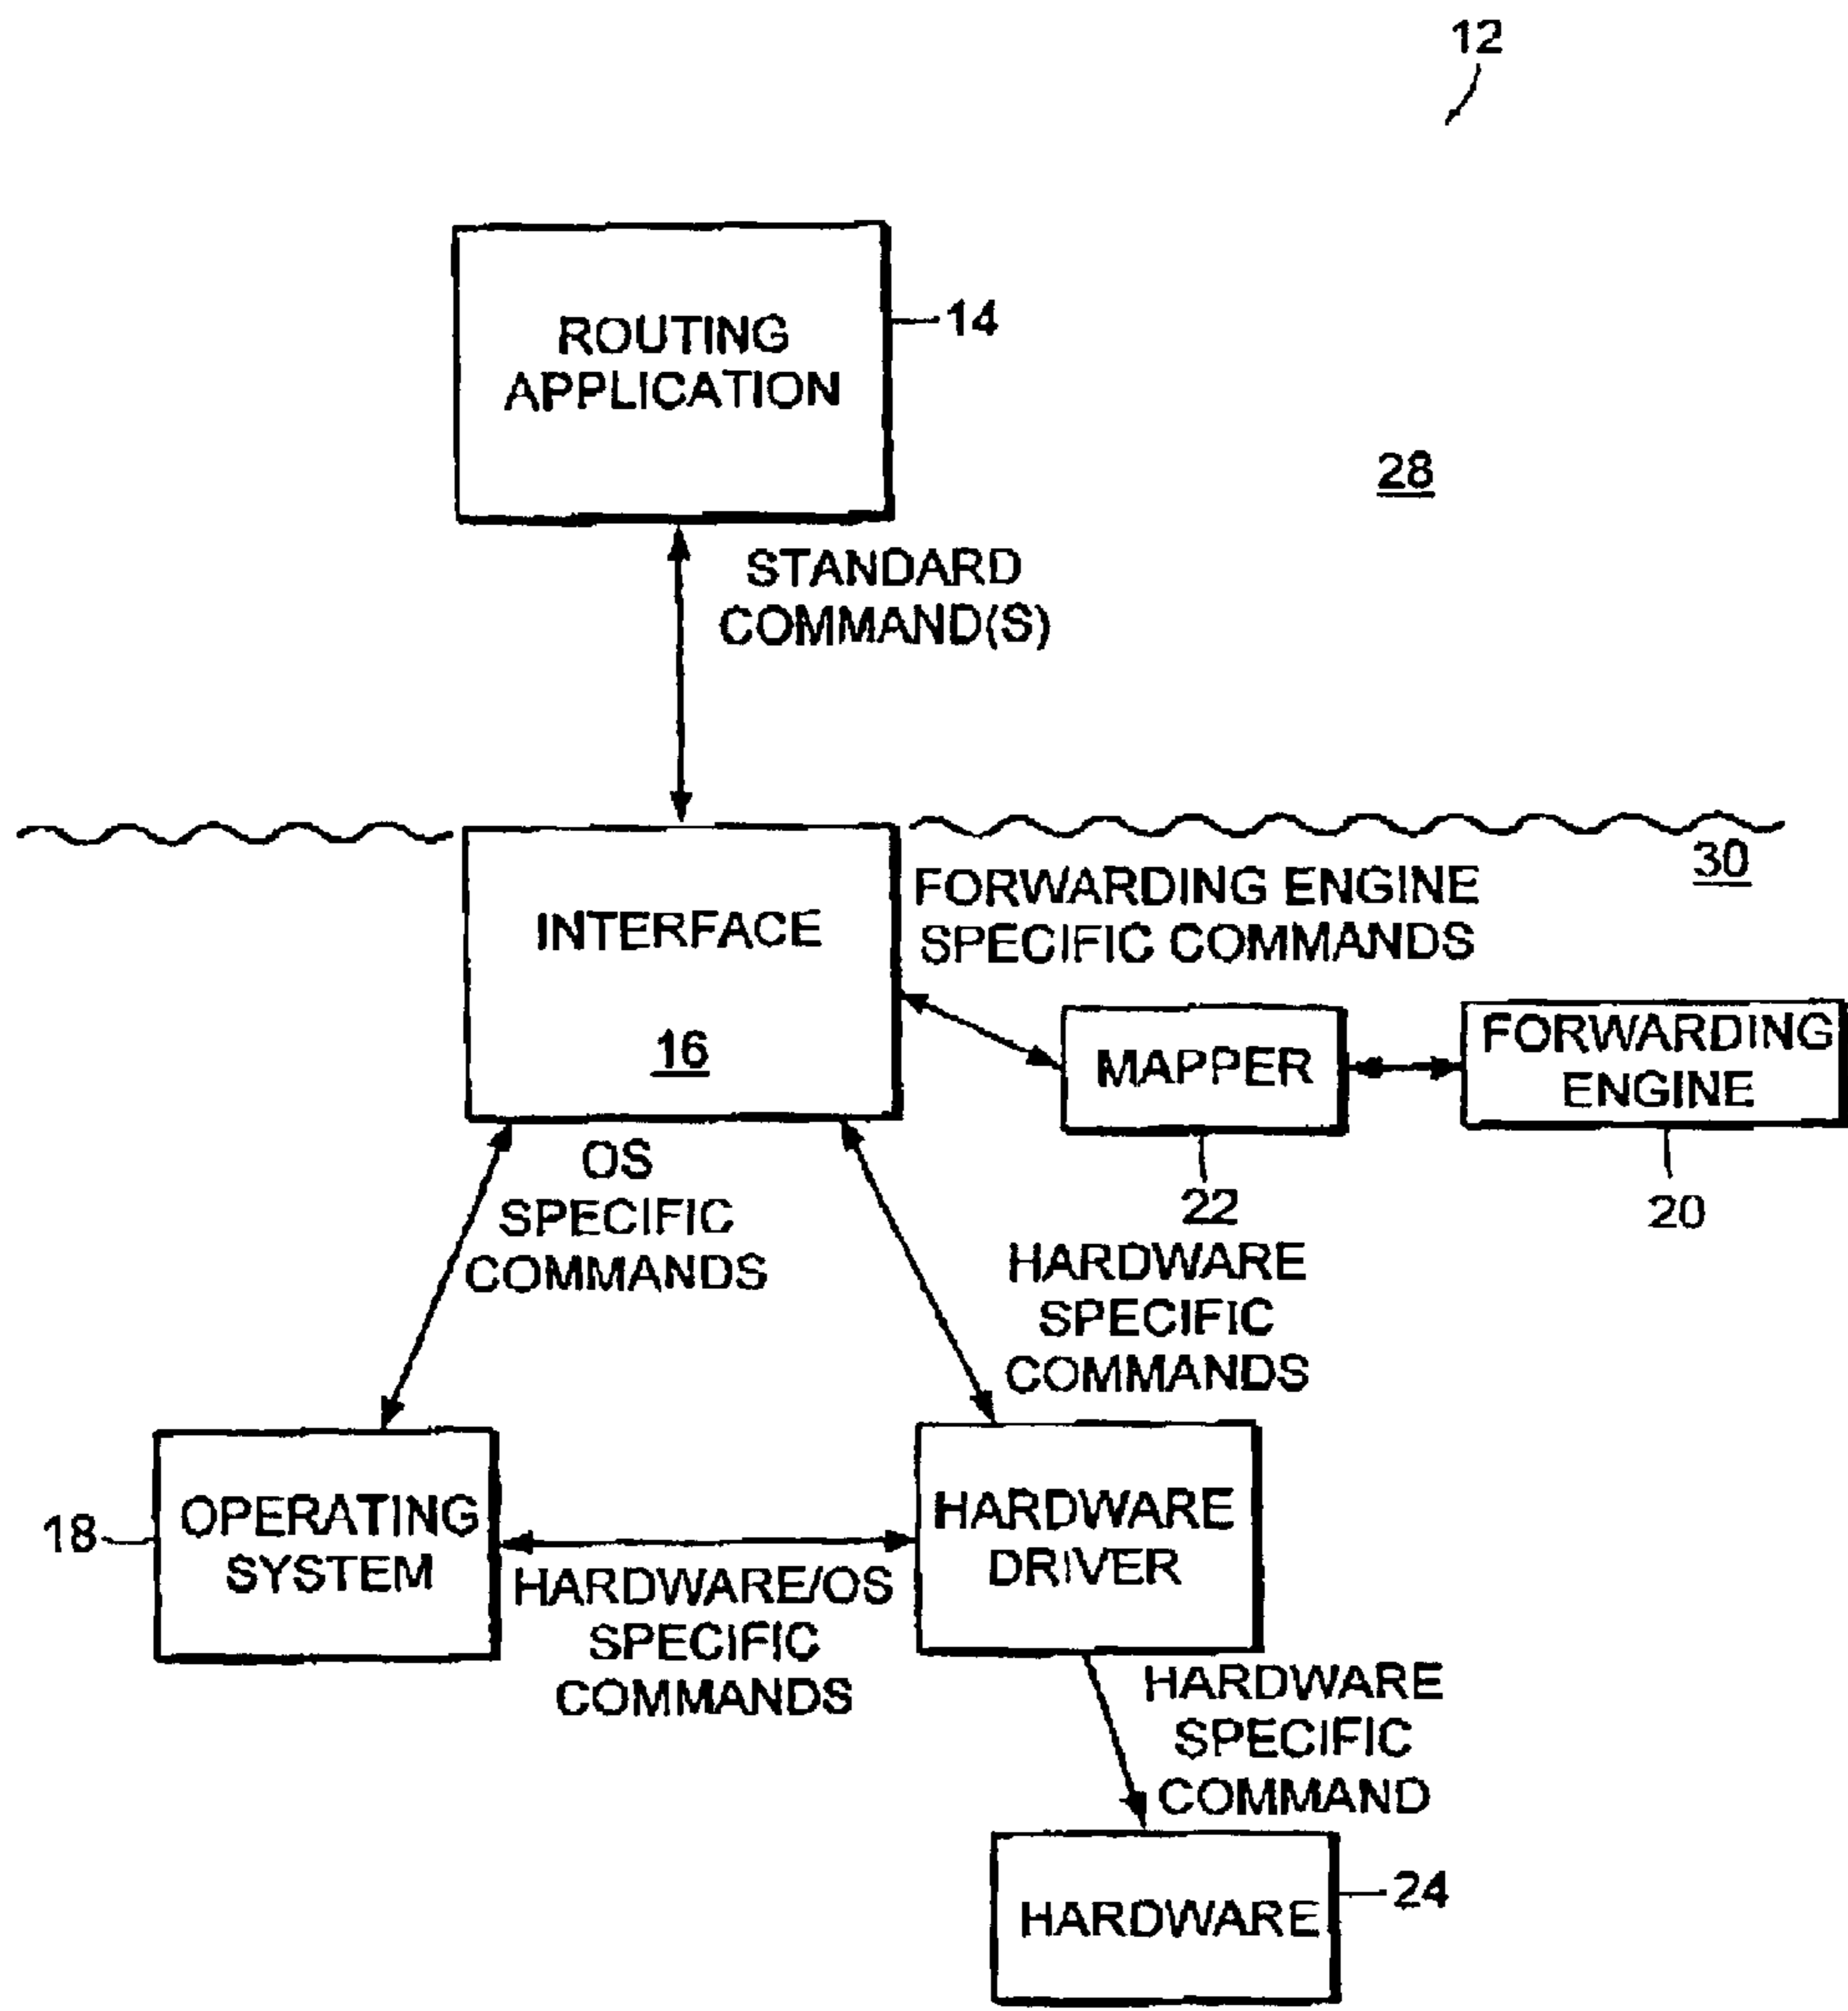 12
ROUTING
APPLICATION
14
28
STANDARD
COMMAND(S)
30
INTERFACE
16
FORWARDING ENGINE
SPECIFIC COMMANDS
MAPPER
22
FORWARDING
ENGINE
20
OS
SPECIFIC
COMMANDS
HARDWARE
SPECIFIC
COMMANDS
18
OPERATING
SYSTEM
HARDWARE/OS
SPECIFIC
COMMANDS
HARDWARE
DRIVER
HARDWARE
SPECIFIC
COMMAND
HARDWARE
24